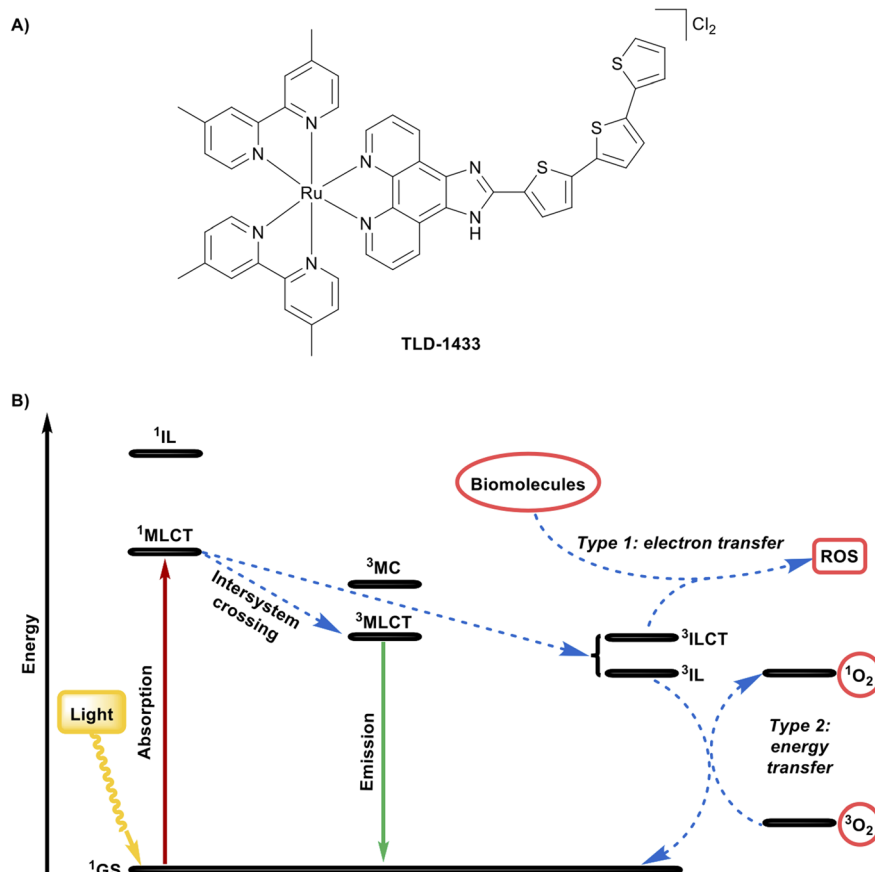 A)
Cl2
S
S
S
N
N
N
N
N
N
N
N
H
Ru
TLD-1433
B)
Energy
1IL
1MLCT
3MC
3MLCT
Intersystem
crossing
Absorption
Emission
Light
Biomolecules
Type 1: electron transfer
ROS
3ILCT
3IL
1O2
Type 2:
energy
transfer
3O2
1GS